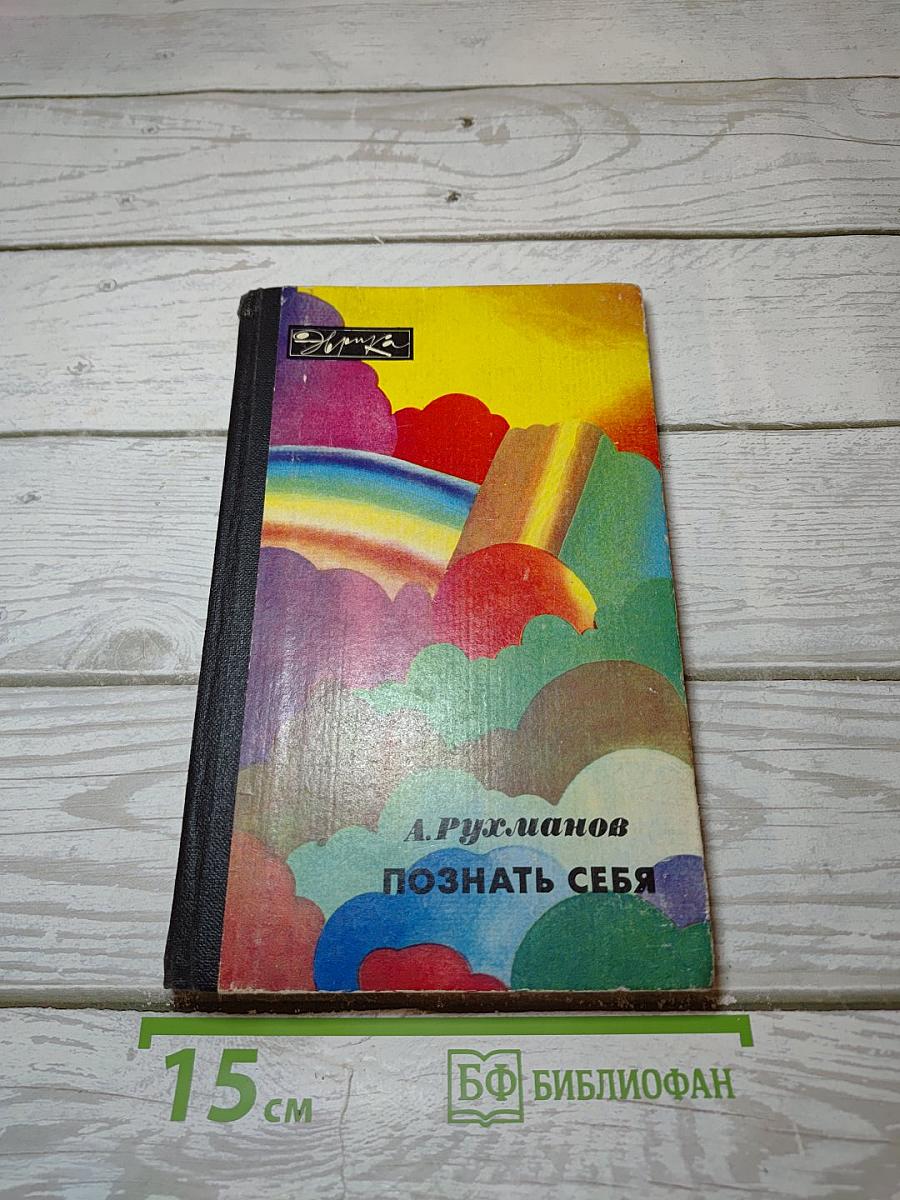 Эврика
А. Рухманов
ПОЗНАТЬ СЕБЯ
15 см
БФ БИБЛИОФАН